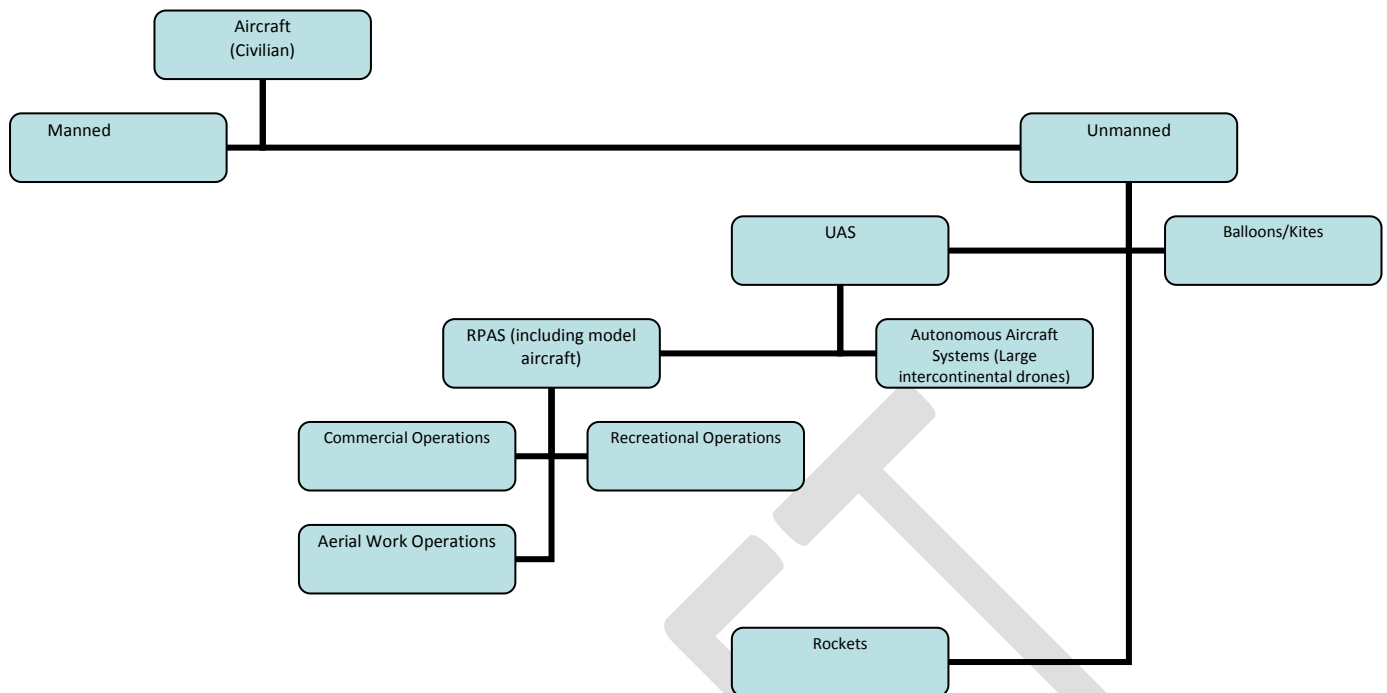 Aircraft
(Civilian)
Manned
Unmanned
UAS
Balloons/Kites
RPAS (including model
aircraft)
Autonomous Aircraft
Systems (Large
intercontinental drones)
Commercial Operations
Recreational Operations
Aerial Work Operations
Rockets